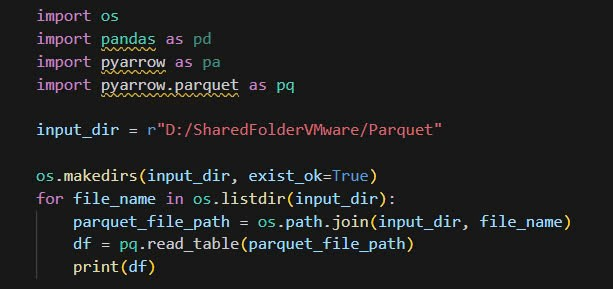 import os
import pandas as pd
import pyarrow as pa
import pyarrow.parquet as pq
input_dir = r"D:/SharedFolderVMware/Parquet"
os.makedirs(input_dir, exist_ok=True)
for file_name in os.listdir(input_dir):
    parquet_file_path = os.path.join(input_dir, file_name)
    df = pq.read_table(parquet_file_path)
    print(df)